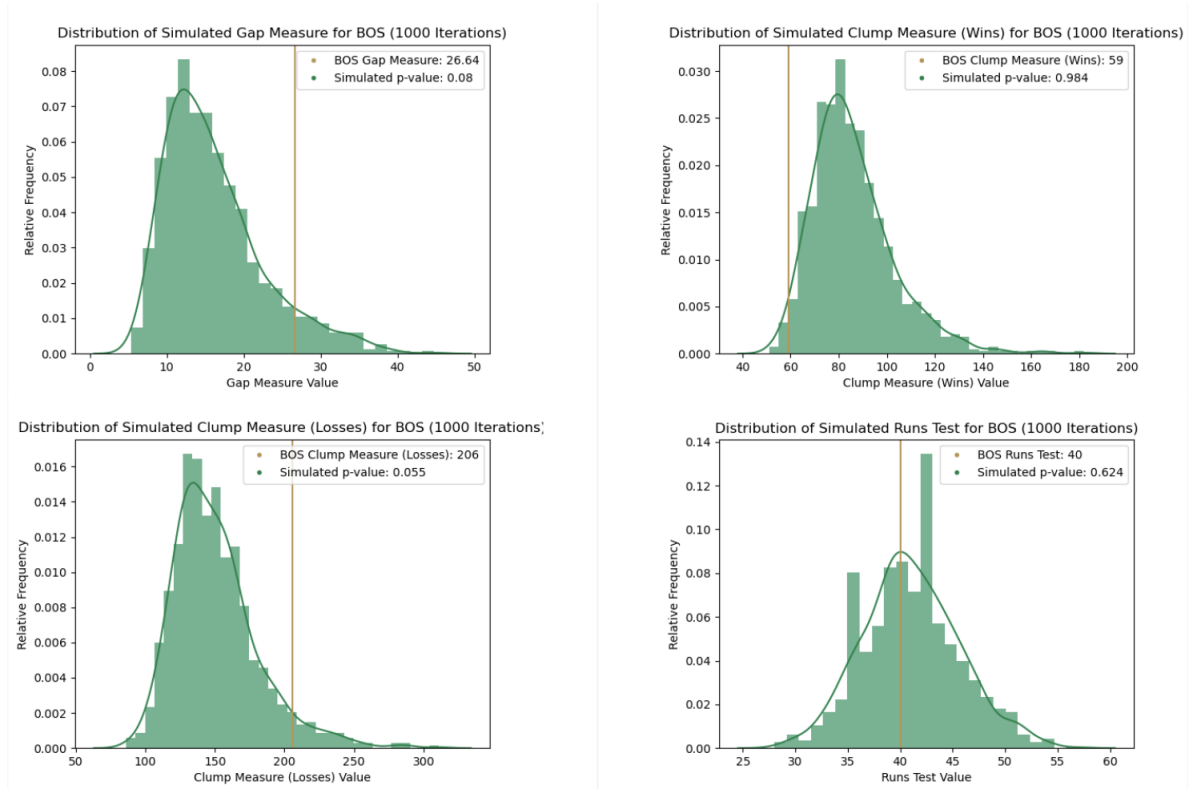 Distribution of Simulated Gap Measure for BOS (1000 Iterations)
BOS Gap Measure: 26.64
Simulated p-value: 0.08
Relative Frequency
0.08
0.07
0.06
0.05
0.04
0.03
0.02
0.01
0.00
0 10 20 30 40 50
Gap Measure Value
Distribution of Simulated Clump Measure (Wins) for BOS (1000 Iterations)
BOS Clump Measure (Wins): 59
Simulated p-value: 0.984
Relative Frequency
0.030
0.025
0.020
0.015
0.010
0.005
0.000
40 60 80 100 120 140 160 180 200
Clump Measure (Wins) Value
Distribution of Simulated Clump Measure (Losses) for BOS (1000 Iterations)
BOS Clump Measure (Losses): 206
Simulated p-value: 0.055
Relative Frequency
0.016
0.014
0.012
0.010
0.008
0.006
0.004
0.002
0.000
50 100 150 200 250 300
Clump Measure (Losses) Value
Distribution of Simulated Runs Test for BOS (1000 Iterations)
BOS Runs Test: 40
Simulated p-value: 0.624
Relative Frequency
0.14
0.12
0.10
0.08
0.06
0.04
0.02
0.00
25 30 35 40 45 50 55 60
Runs Test Value